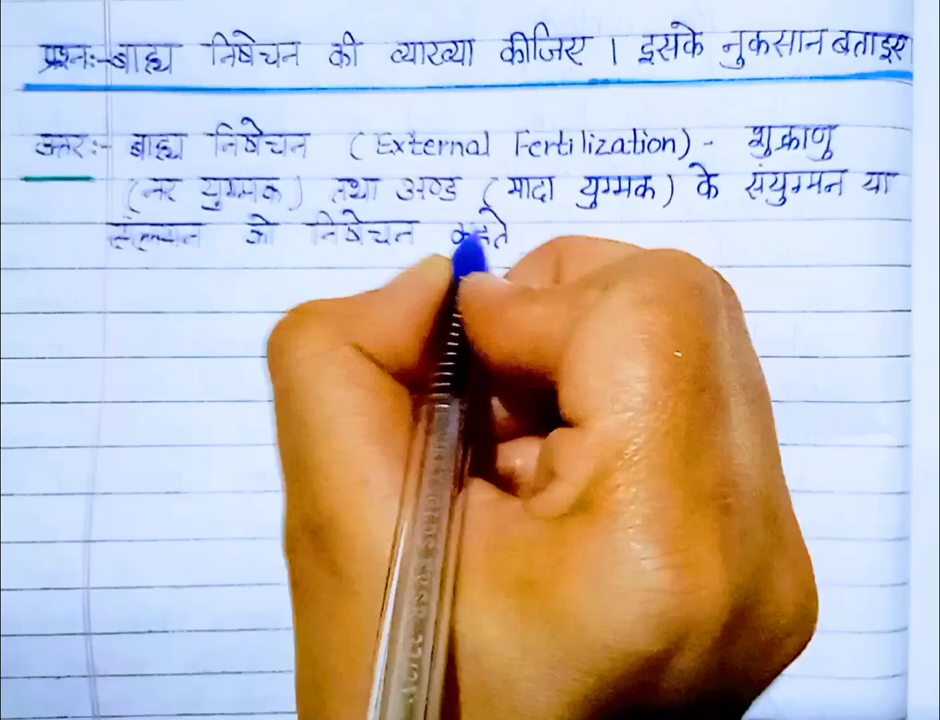 प्रश्न:- बाह्य निषेचन की व्याख्या कीजिए । इसके नुकसान बताइए
उत्तर:- बाह्य निषेचन (External Fertilization) - शुक्राणु
(नर युग्मक) तथा अण्ड (मादा युग्मक) के संयुग्मन या
संलयन को निषेचन कहते